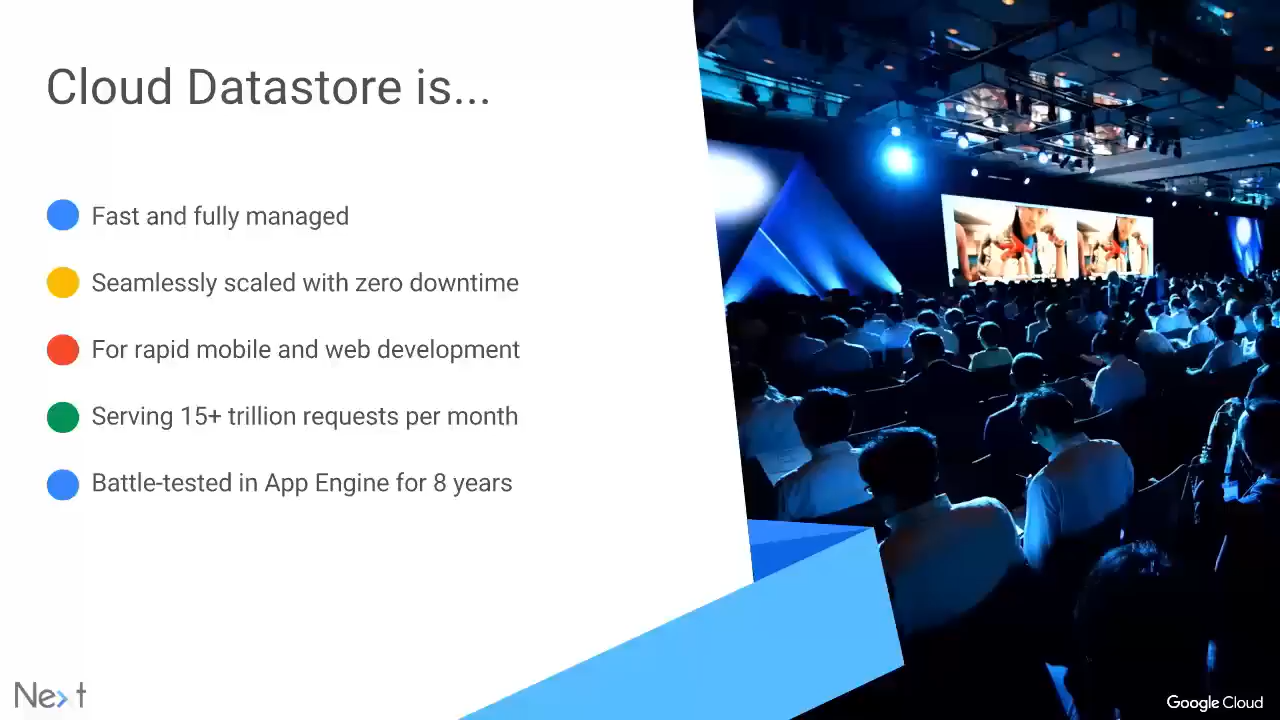 Cloud Datastore is...
Fast and fully managed
Seamlessly scaled with zero downtime
For rapid mobile and web development
Serving 15+ trillion requests per month
Battle-tested in App Engine for 8 years
Next
Google Cloud